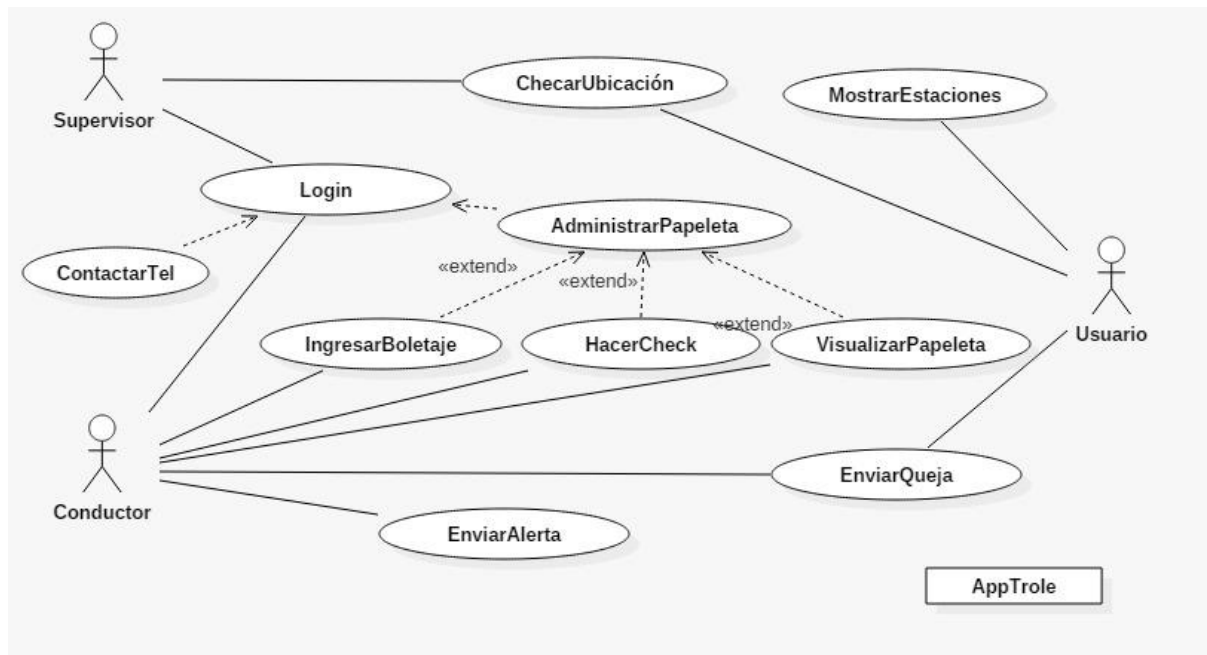 ChecarUbicación
MostrarEstaciones
Supervisor
Login
AdministrarPapeleta
ContactarTel
«extend»
«extend»
«extend»
IngresarBoletaje
HacerCheck
VisualizarPapeleta
Usuario
EnviarQueja
Conductor
EnviarAlerta
AppTrole